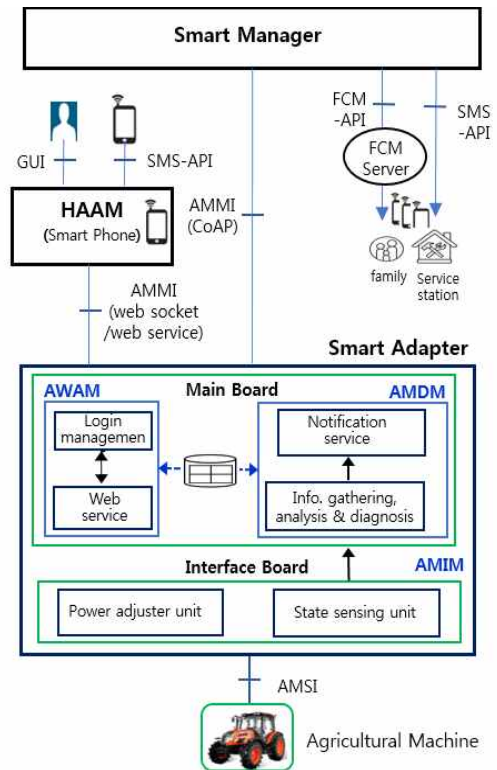 Smart Manager
FCM
-API
SMS
-API
GUI
SMS-API
FCM
Server
HAAM
(Smart Phone)
AMMI
(CoAP)
family
Service
station
AMMI
(web socket
/web service)
Smart Adapter
AWAM
Main Board
AMDM
Login
managemen
Notification
service
Web
service
Info. gathering,
analysis & diagnosis
Interface Board
AMIM
Power adjuster unit
State sensing unit
AMSI
Agricultural Machine